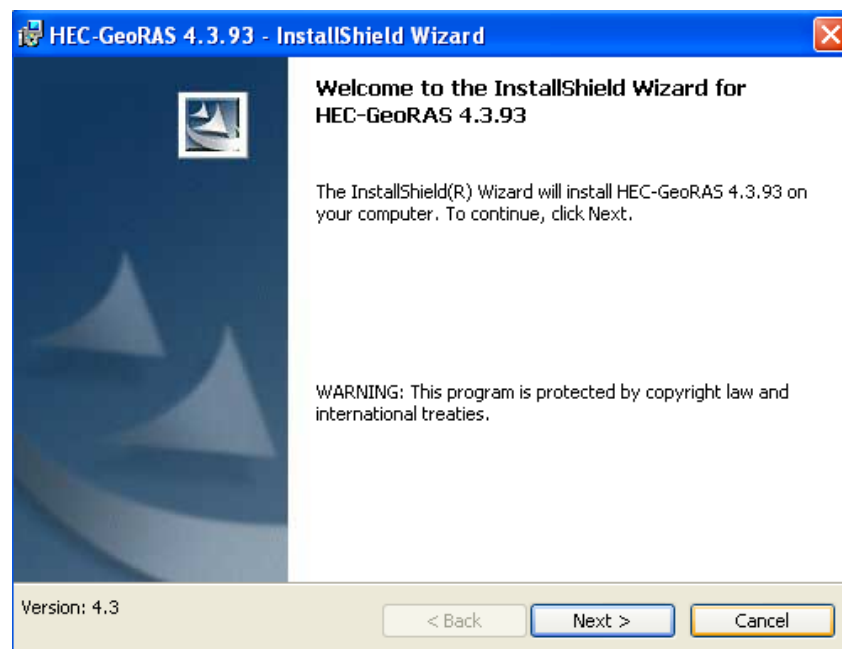 HEC-GeoRAS 4.3.93 - InstallShield Wizard
Welcome to the InstallShield Wizard for
HEC-GeoRAS 4.3.93
The InstallShield(R) Wizard will install HEC-GeoRAS 4.3.93 on
your computer. To continue, click Next.
WARNING: This program is protected by copyright law and
international treaties.
Version: 4.3
< Back
Next >
Cancel